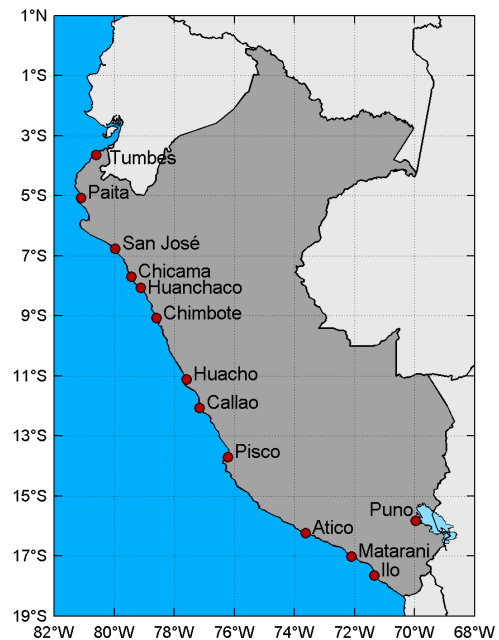 1°N
1°S
3°S
Tumbes
5°S
Paita
7°S
San José
Chicama
Huanchaco
9°S
Chimbote
11°S
Huacho
Callao
13°S
Pisco
15°S
Puno
Atico
17°S
Matarani
Ilo
19°S
82°W 80°W 78°W 76°W 74°W 72°W 70°W 68°W